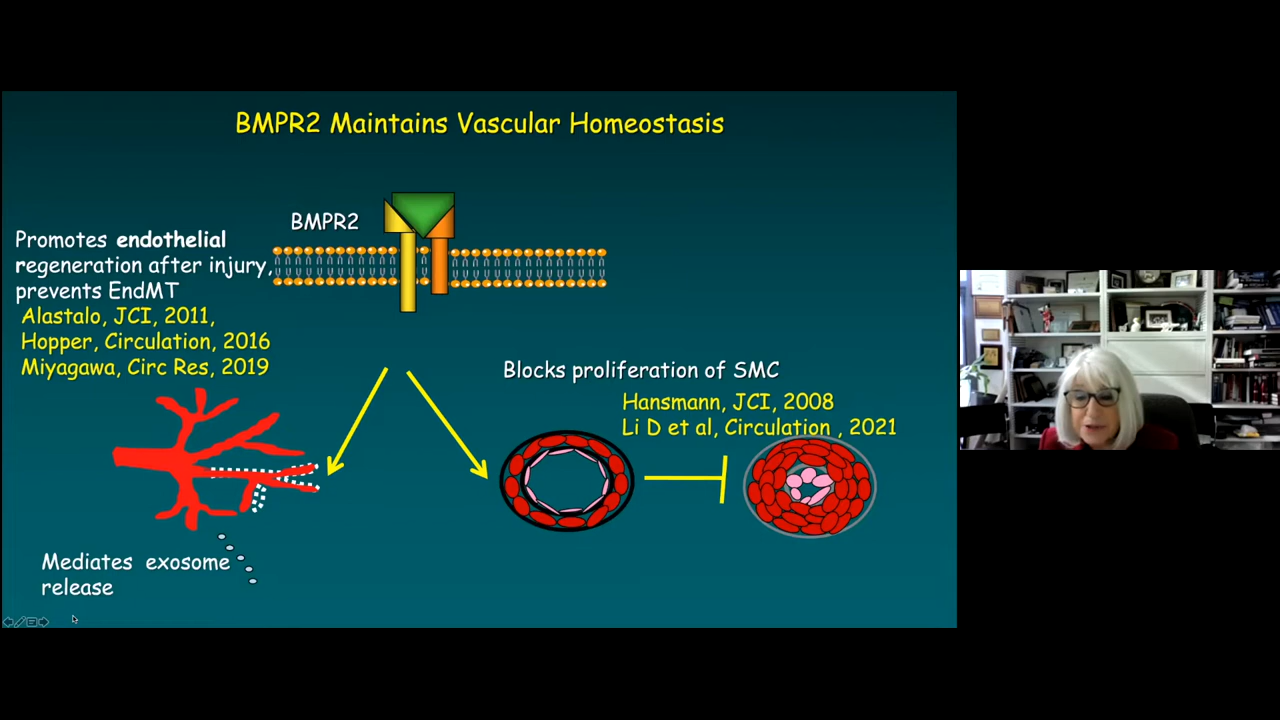 BMPR2 Maintains Vascular Homeostasis
BMPR2
Promotes endothelial
regeneration after injury,
prevents EndMT
Alastalo, JCI, 2011,
Hopper, Circulation, 2016
Miyagawa, Circ Res, 2019
Blocks proliferation of SMC
Hansmann, JCI, 2008
Li D et al, Circulation , 2021
Mediates exosome
release